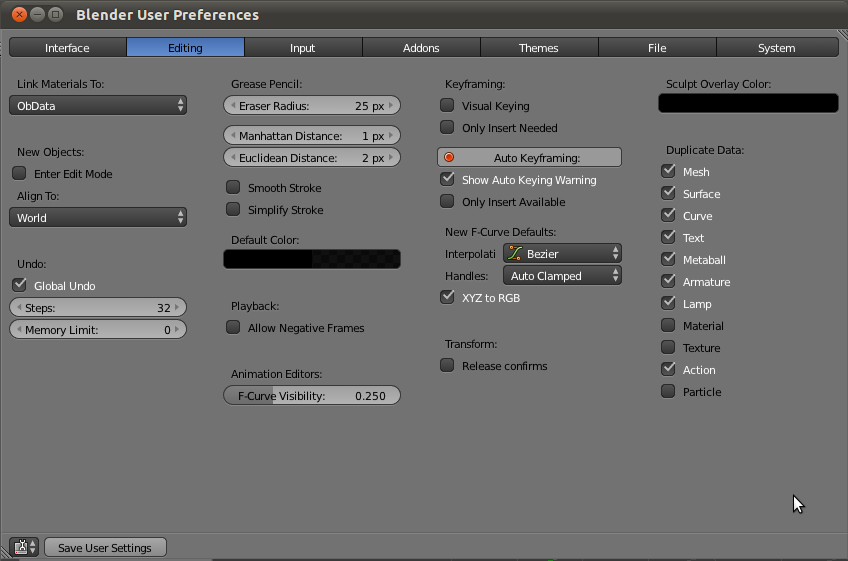 Blender User Preferences
Interface
Editing
Input
Addons
Themes
File
System
Link Materials To:
ObData
New Objects:
Enter Edit Mode
Align To:
World
Undo:
Global Undo
Steps: 32
Memory Limit: 0
Grease Pencil:
Eraser Radius: 25 px
Manhattan Distance: 1 px
Euclidean Distance: 2 px
Smooth Stroke
Simplify Stroke
Default Color:
Playback:
Allow Negative Frames
Animation Editors:
F-Curve Visibility: 0.250
Keyframing:
Visual Keying
Only Insert Needed
Auto Keyframing:
Show Auto Keying Warning
Only Insert Available
New F-Curve Defaults:
Interpolati Bezier
Handles: Auto Clamped
XYZ to RGB
Transform:
Release confirms
Sculpt Overlay Color:
Duplicate Data:
Mesh
Surface
Curve
Text
Metaball
Armature
Lamp
Material
Texture
Action
Particle
Save User Settings